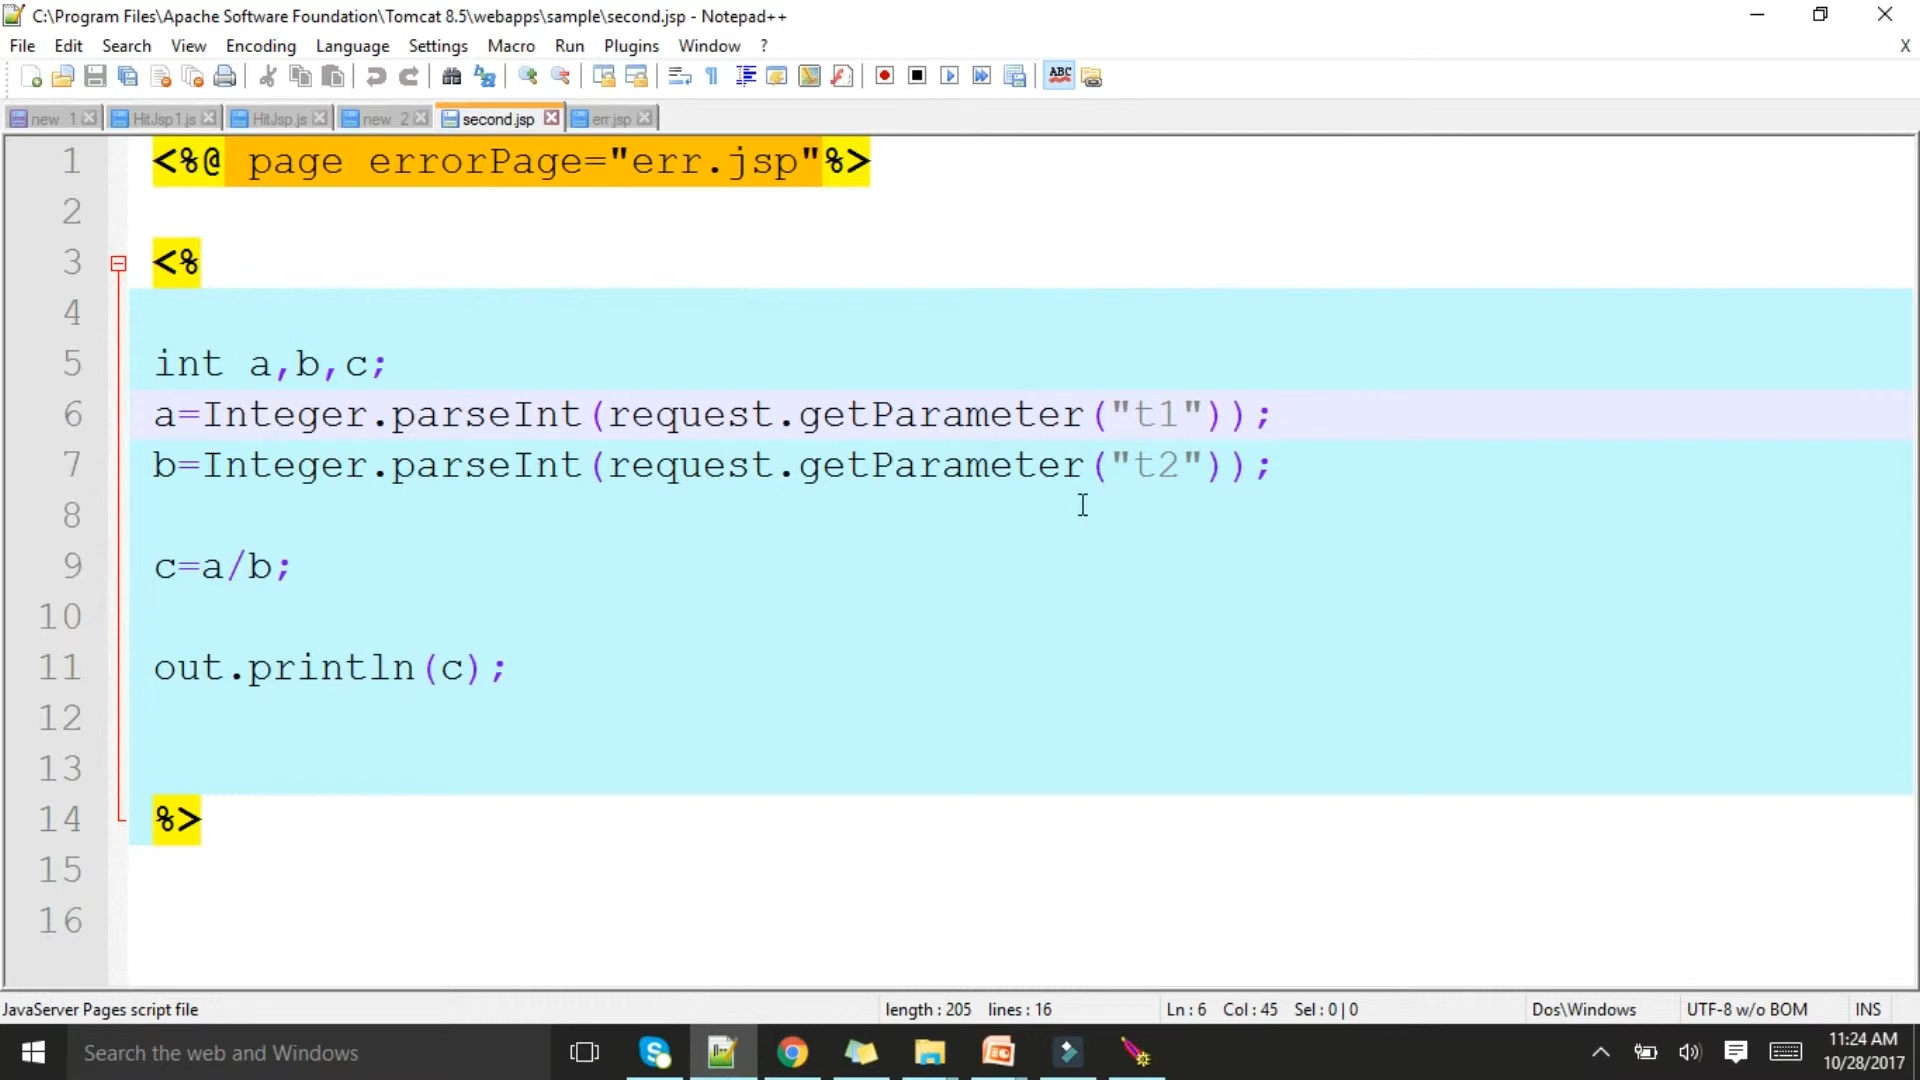 C:\Program Files\Apache Software Foundation\Tomcat 8.5\webapps\sample\second.jsp - Notepad++
File Edit Search View Encoding Language Settings Macro Run Plugins Window ? X
ABC
new 1 HitJsp1.js HitJsp.js new 2 second.jsp err.jsp
1 <%@ page errorPage="err.jsp"%>
2
3 <%
4
5 int a,b,c;
6 a=Integer.parseInt(request.getParameter("t1"));
7 b=Integer.parseInt(request.getParameter("t2"));
8
9 c=a/b;
10
11 out.println(c);
12
13
14 %>
15
16
JavaServer Pages script file length : 205 lines : 16 Ln : 6 Col : 45 Sel : 0 | 0 Dos\Windows UTF-8 w/o BOM INS
Search the web and Windows
11:24 AM
10/28/2017